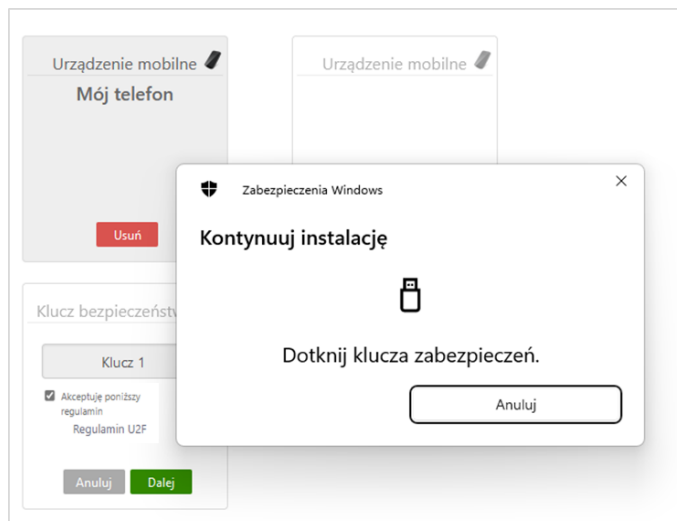 Urządzenie mobilne
Mój telefon
Usuń
Urządzenie mobilne
Zabezpieczenia Windows
Kontynuuj instalację
Dotknij klucza zabezpieczeń.
Anuluj
Klucz
Klucz 1
Akceptuję poniższy
regulamin
Regulamin U2F
Anuluj
Dalej